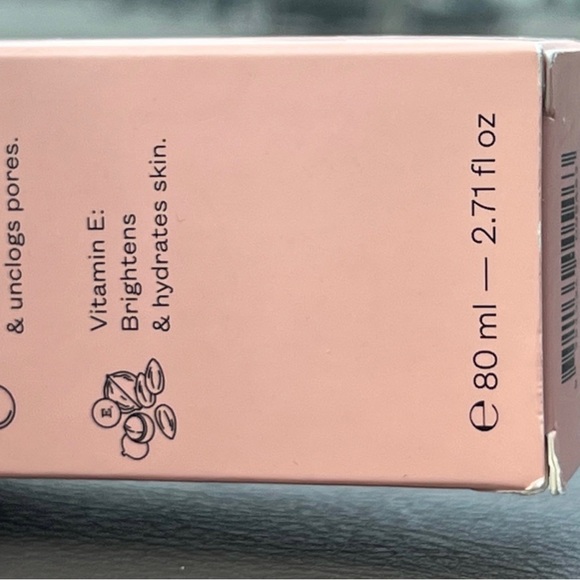 & unclogs pores.
Vitamin E:
Brightens
& hydrates skin.
E
℮ 80 ml — 2.71 fl oz